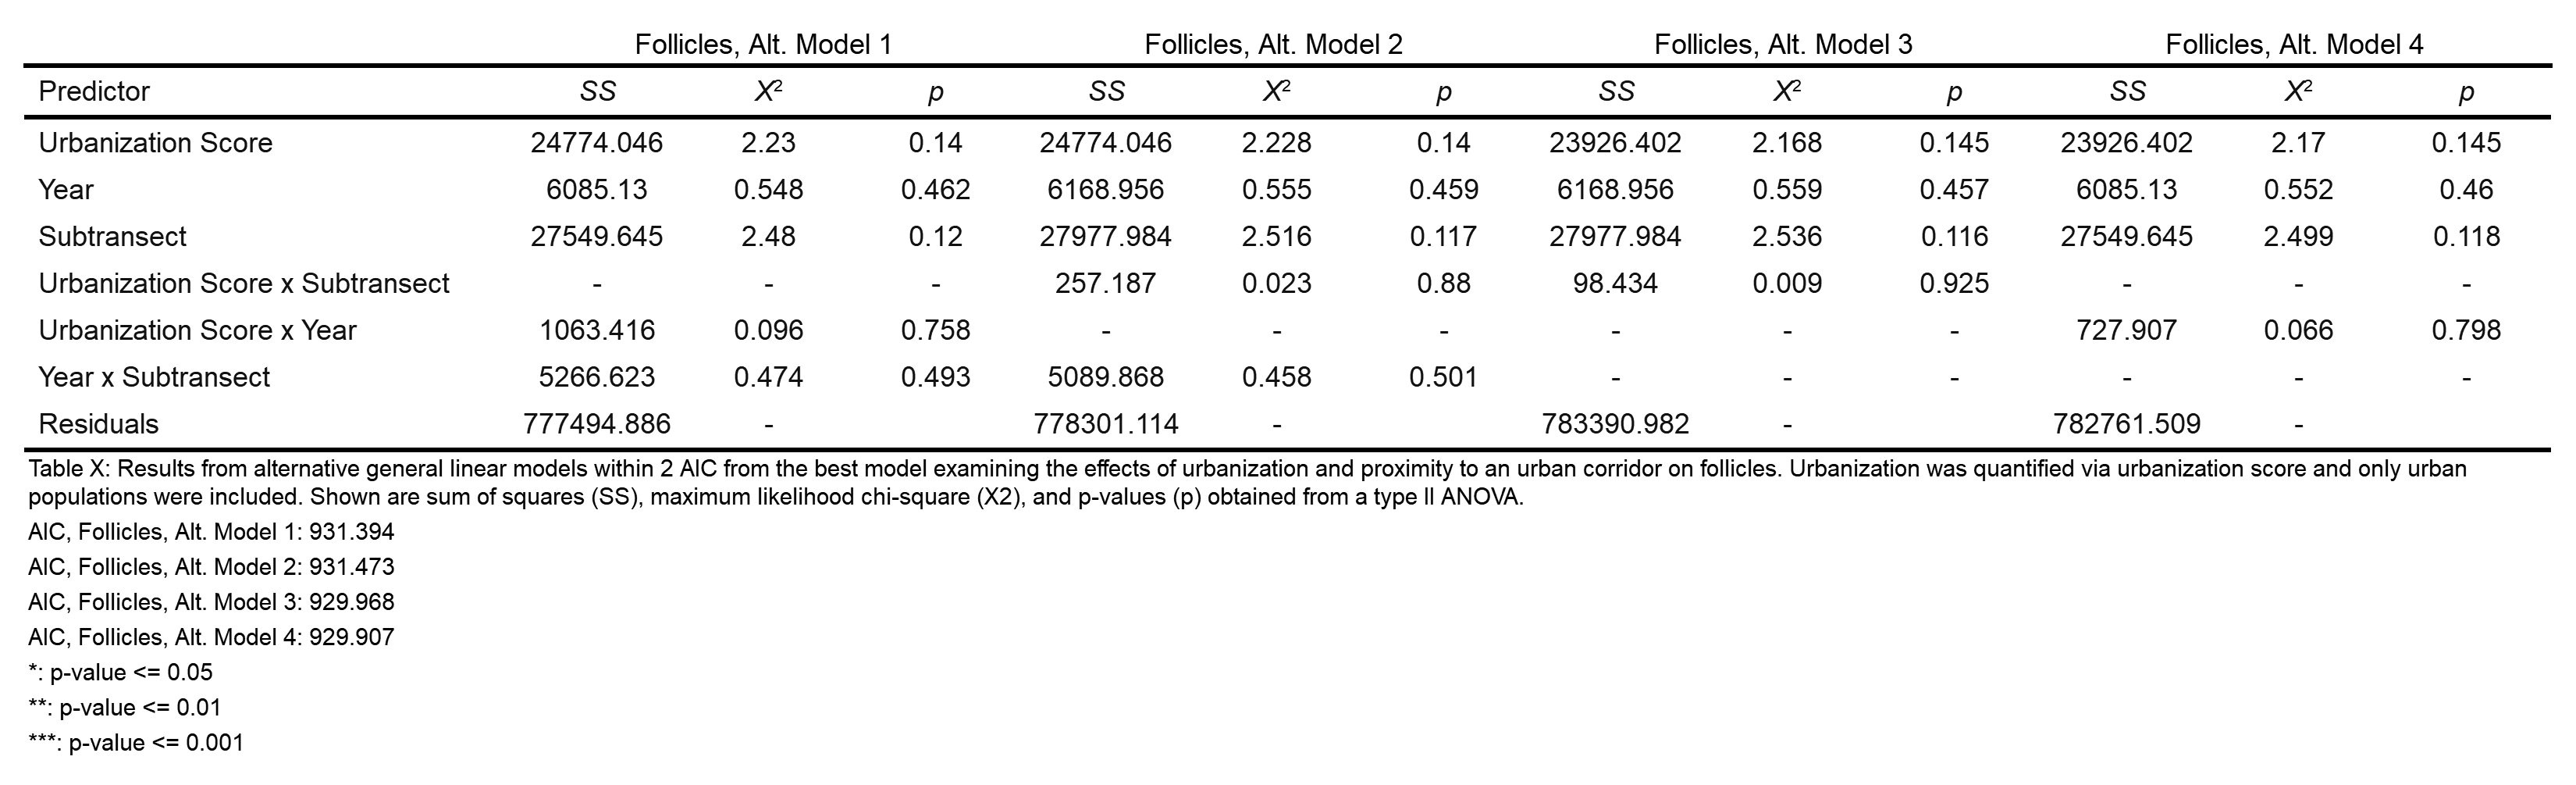 Follicles, Alt. Model 1 Follicles, Alt. Model 2 Follicles, Alt. Model 3 Follicles, Alt. Model 4
Predictor SS X² p SS X² p SS X² p SS X² p
Urbanization Score 24774.046 2.23 0.14 24774.046 2.228 0.14 23926.402 2.168 0.145 23926.402 2.17 0.145
Year 6085.13 0.548 0.462 6168.956 0.555 0.459 6168.956 0.559 0.457 6085.13 0.552 0.46
Subtransect 27549.645 2.48 0.12 27977.984 2.516 0.117 27977.984 2.536 0.116 27549.645 2.499 0.118
Urbanization Score x Subtransect - - - 257.187 0.023 0.88 98.434 0.009 0.925 - - -
Urbanization Score x Year 1063.416 0.096 0.758 - - - - - - 727.907 0.066 0.798
Year x Subtransect 5266.623 0.474 0.493 5089.868 0.458 0.501 - - - - - -
Residuals 777494.886 - 778301.114 - 783390.982 - 782761.509 -
Table X: Results from alternative general linear models within 2 AIC from the best model examining the effects of urbanization and proximity to an urban corridor on follicles. Urbanization was quantified via urbanization score and only urban
populations were included. Shown are sum of squares (SS), maximum likelihood chi-square (X2), and p-values (p) obtained from a type II ANOVA.
AIC, Follicles, Alt. Model 1: 931.394
AIC, Follicles, Alt. Model 2: 931.473
AIC, Follicles, Alt. Model 3: 929.968
AIC, Follicles, Alt. Model 4: 929.907
*: p-value <= 0.05
**: p-value <= 0.01
***: p-value <= 0.001